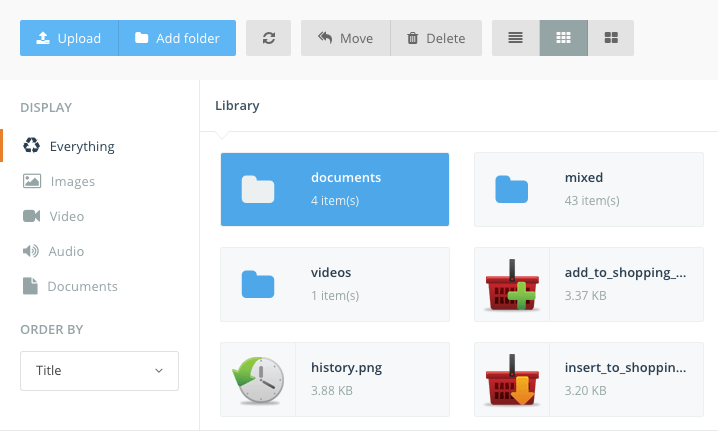 Upload
Add folder
Move
Delete
DISPLAY
Everything
Images
Video
Audio
Documents
ORDER BY
Title
Library
documents
4 item(s)
mixed
43 item(s)
videos
1 item(s)
add_to_shopping_...
3.37 KB
history.png
3.88 KB
insert_to_shoppin...
3.20 KB